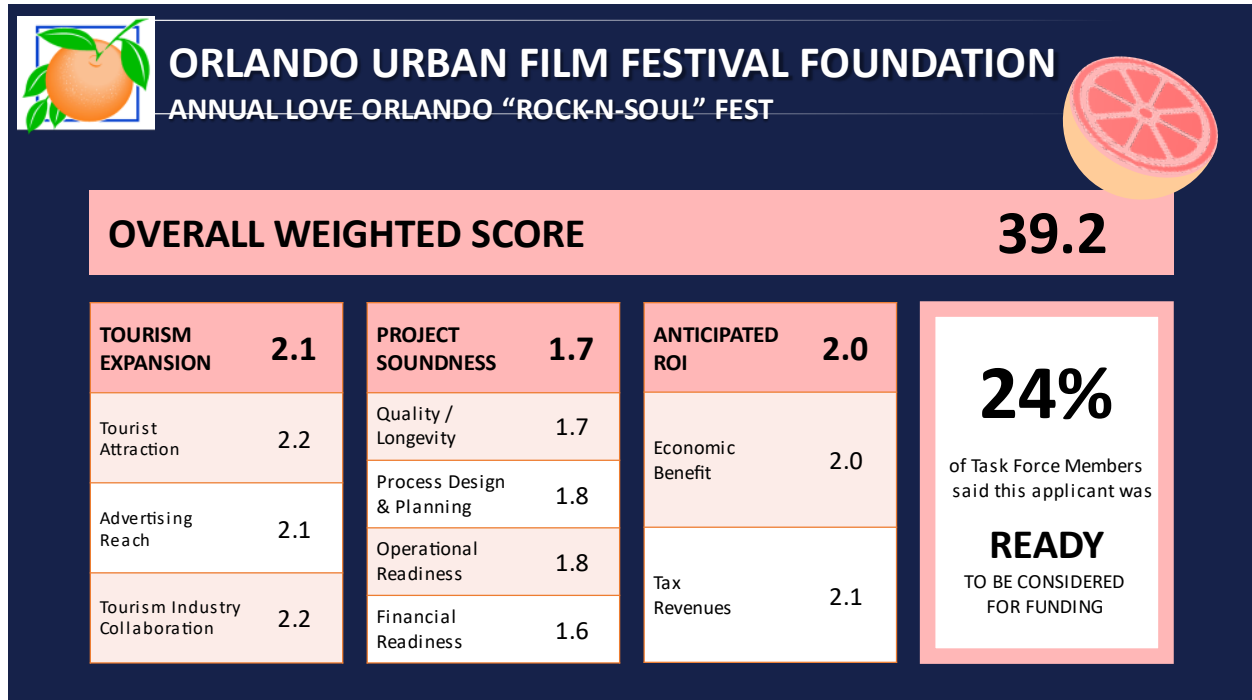 ORLANDO URBAN FILM FESTIVAL FOUNDATION
ANNUAL LOVE ORLANDO “ROCK-N-SOUL” FEST
OVERALL WEIGHTED SCORE 39.2
TOURISM
EXPANSION
2.1
Tourist
Attraction
2.2
Advertising
Reach
2.1
Tourism Industry
Collaboration
2.2
PROJECT
SOUNDNESS
1.7
Quality /
Longevity
1.7
Process Design
& Planning
1.8
Operational
Readiness
1.8
Financial
Readiness
1.6
ANTICIPATED
ROI
2.0
Economic
Benefit
2.0
Tax
Revenues
2.1
24%
of Task Force Members
said this applicant was
READY
TO BE CONSIDERED
FOR FUNDING